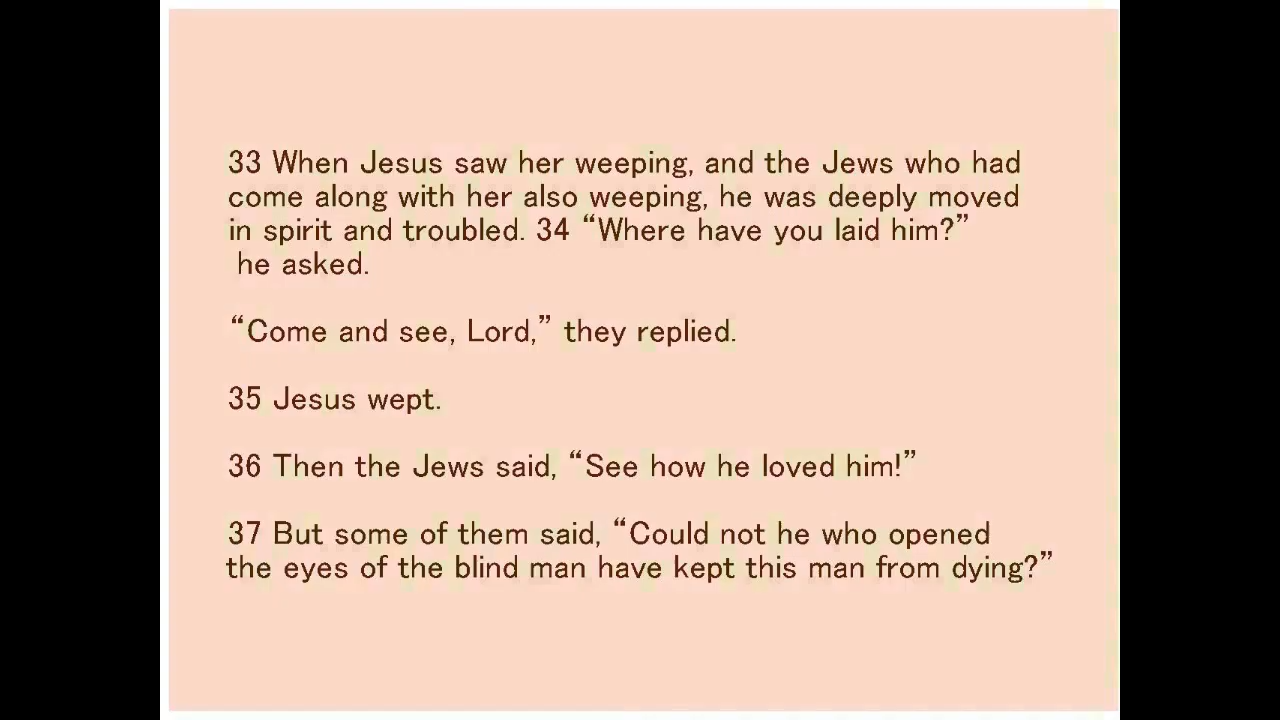 33 When Jesus saw her weeping, and the Jews who had
come along with her also weeping, he was deeply moved
in spirit and troubled. 34 “Where have you laid him?”
he asked.
“Come and see, Lord,” they replied.
35 Jesus wept.
36 Then the Jews said, “See how he loved him!”
37 But some of them said, “Could not he who opened
the eyes of the blind man have kept this man from dying?”